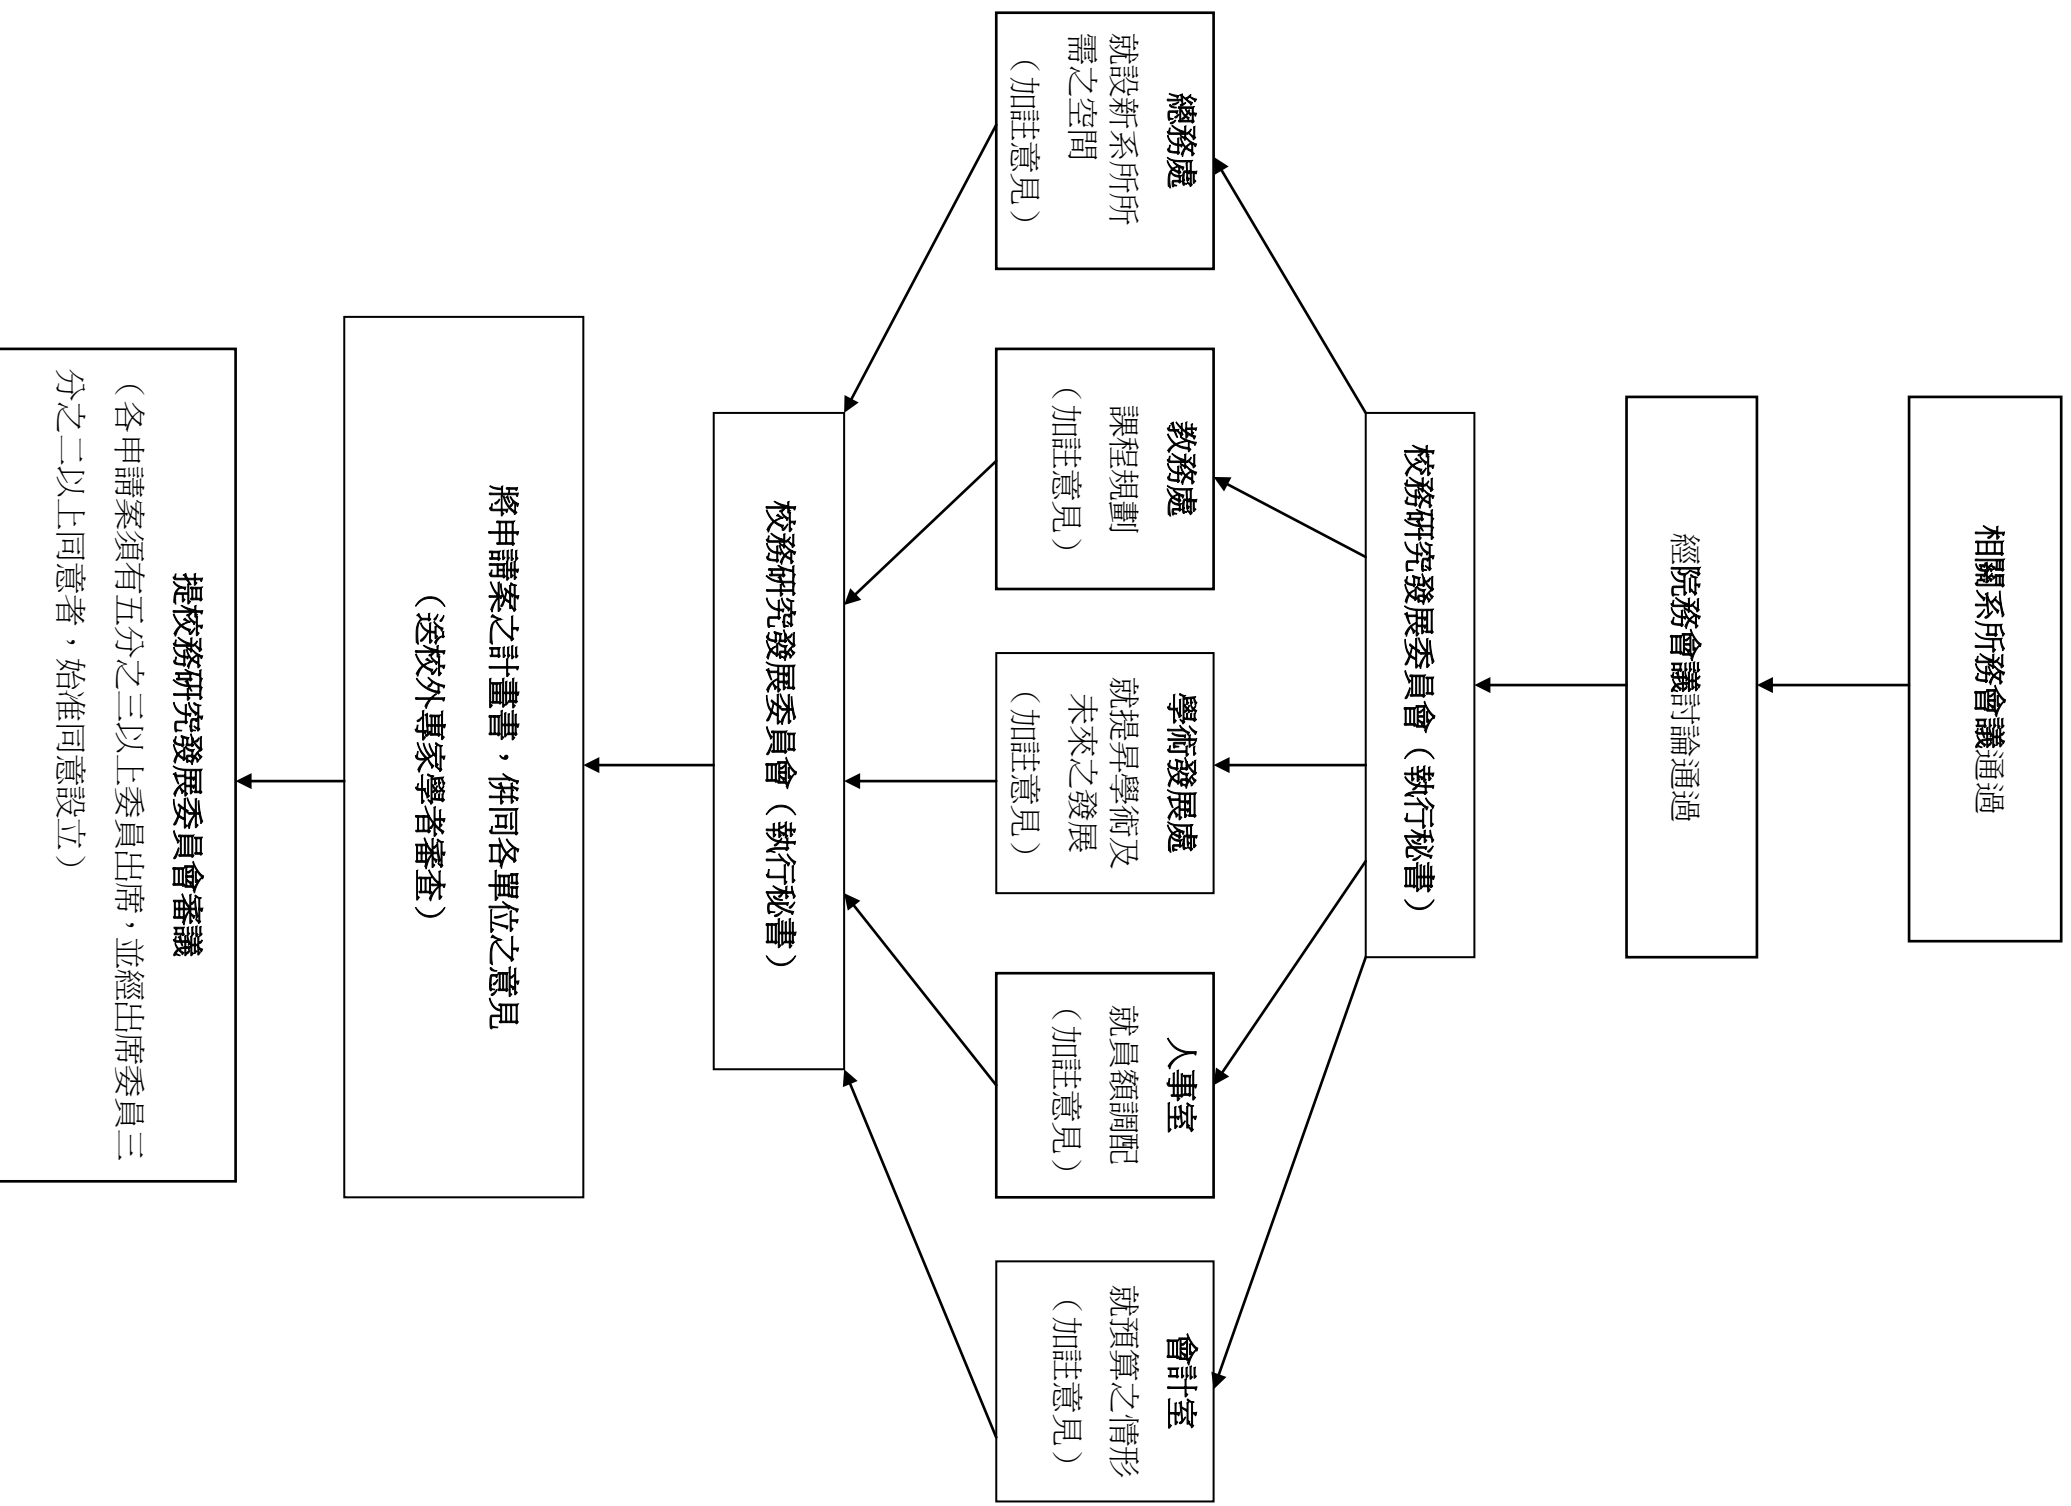 相關系所務會議通過
經院務會議討論通過
校務研究發展委員會（執行秘書）
總務處
就設新系所所
需之空間
（加註意見）
教務處
課程規劃
（加註意見）
學術發展處
就提昇學術及
未來之發展
（加註意見）
人事室
就員額調配
（加註意見）
會計室
就預算之情形
（加註意見）
校務研究發展委員會（執行秘書）
將申請案之計畫書，併同各單位之意見
（送校外專家學者審查）
提校務研究發展委員會審議
（各申請案須有五分之三以上委員出席，並經出席委員三
分之二以上同意者，始准同意設立）